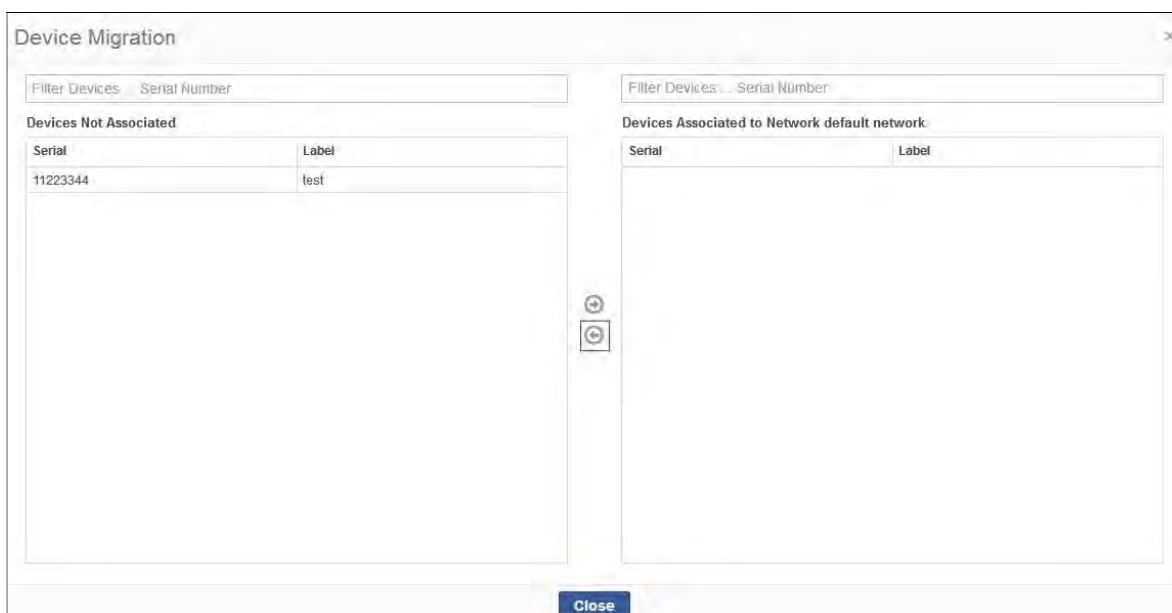 Device Migration
Filter Devices ... Serial Number
Devices Not Associated
Serial Label
11223344 test
Filter Devices ... Serial Number
Devices Associated to Network default network
Serial Label
Close